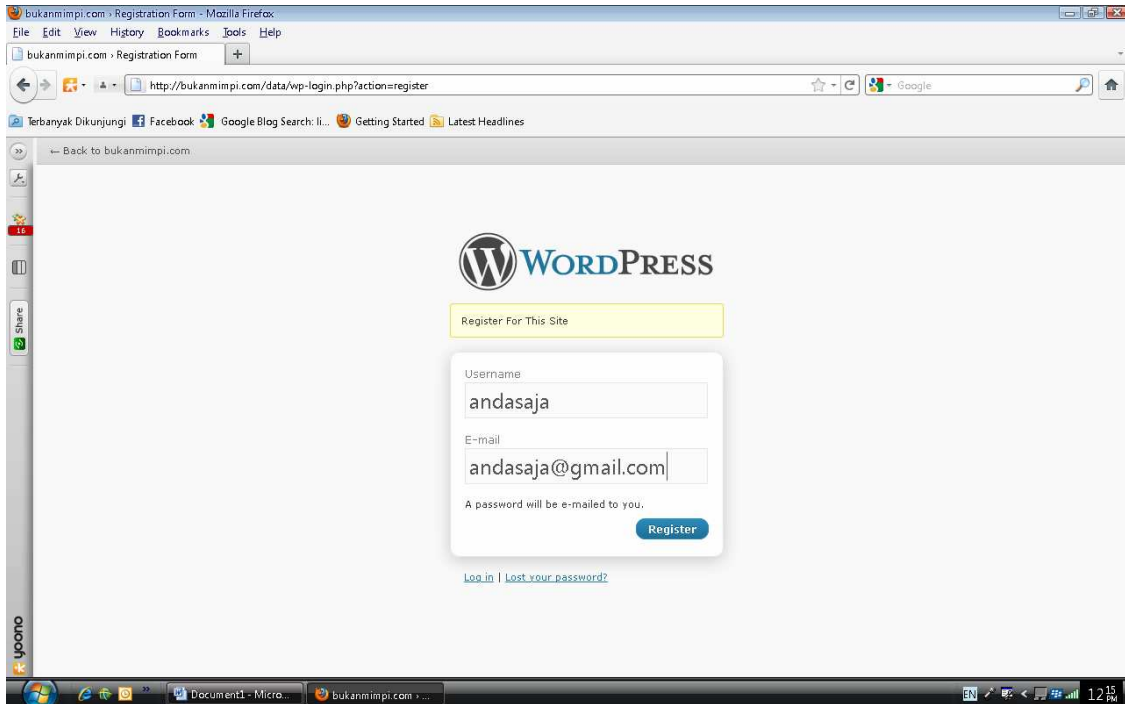 bukanmimpi.com › Registration Form - Mozilla Firefox
File Edit View History Bookmarks Tools Help
bukanmimpi.com › Registration Form +
http://bukanmimpi.com/data/wp-login.php?action=register Google
Terbanyak Dikunjungi Facebook Google Blog Search: li... Getting Started Latest Headlines
← Back to bukanmimpi.com
16
Share
yoono
WORDPRESS
Register For This Site
Username
andasaja
E-mail
andasaja@gmail.com
A password will be e-mailed to you.
Register
Log in | Lost your password?
Document1 - Micro... bukanmimpi.com › ... EN 12 15 PM